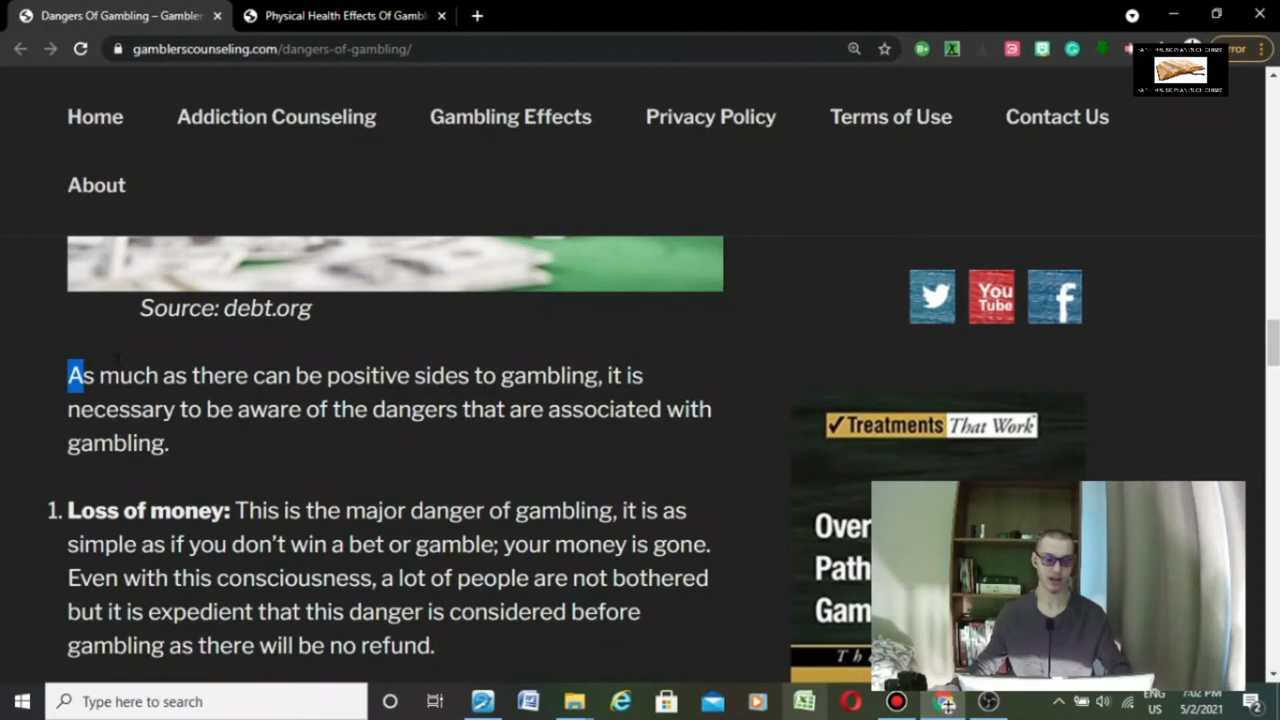 Dangers Of Gambling – Gambler
Physical Health Effects Of Gambl
gamblerscounseling.com/dangers-of-gambling/
Error
Home
Addiction Counseling
Gambling Effects
Privacy Policy
Terms of Use
Contact Us
About
Source: debt.org
You
Tube
As much as there can be positive sides to gambling, it is
necessary to be aware of the dangers that are associated with
gambling.
Treatments That Work
1. Loss of money: This is the major danger of gambling, it is as
simple as if you don't win a bet or gamble; your money is gone.
Even with this consciousness, a lot of people are not bothered
but it is expedient that this danger is considered before
gambling as there will be no refund.
Over
Path
Gam
Th
Type here to search
ENG
US
7:02 PM
5/2/2021
2